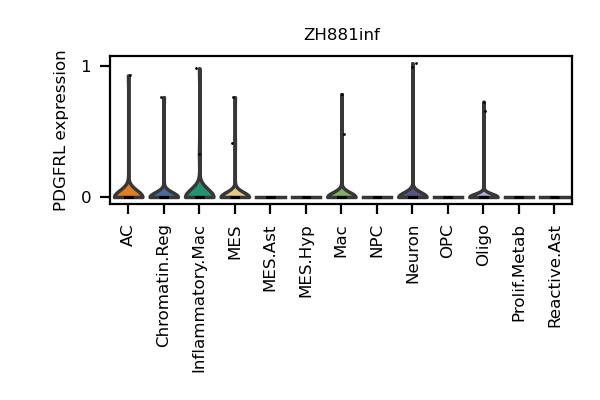 ZH881inf
PDGFRL expression
1
0
AC
Chromatin.Reg
Inflammatory.Mac
MES
MES.Ast
MES.Hyp
Mac
NPC
Neuron
OPC
Oligo
Prolif.Metab
Reactive.Ast